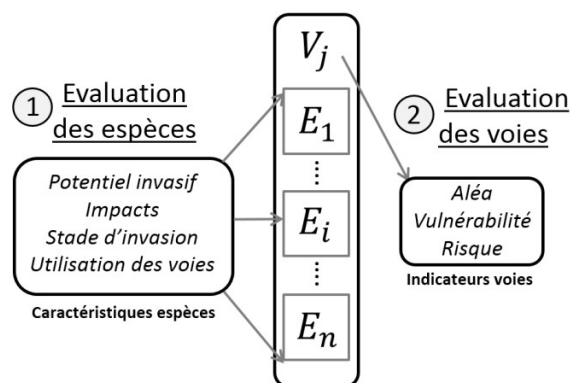 1 Evaluation
des espèces
Potentiel invasif
Impacts
Stade d'invasion
Utilisation des voies
Caractéristiques espèces
V_j
E_1
E_i
E_n
2 Evaluation
des voies
Aléa
Vulnérabilité
Risque
Indicateurs voies